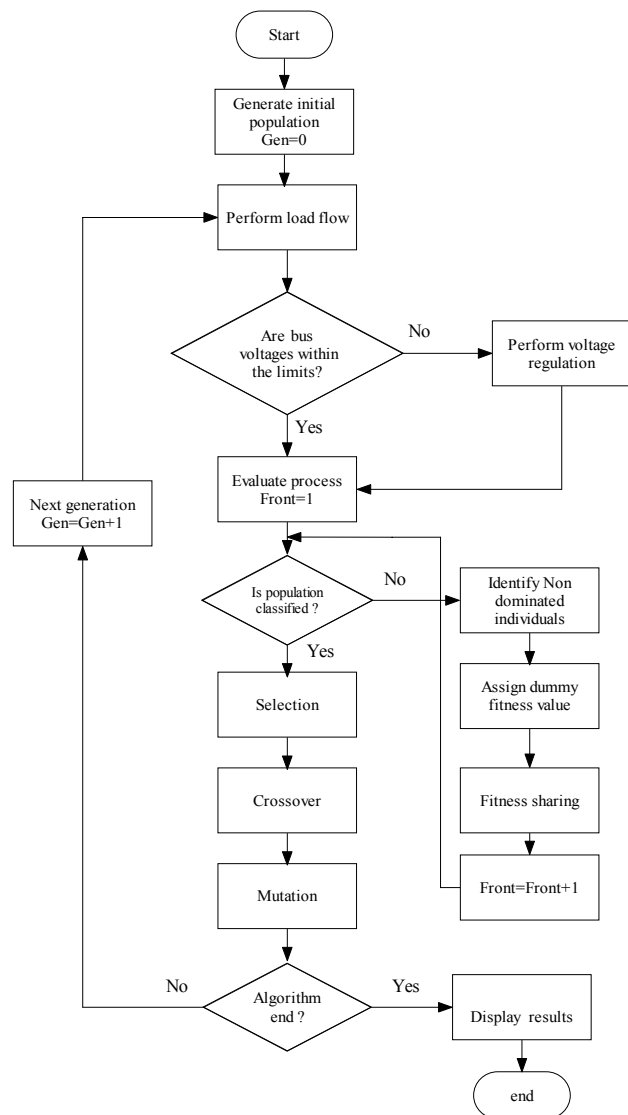 Start
Generate initial
population
Gen=0
Perform load flow
Are bus
voltages within
the limits?
No
Perform voltage
regulation
Yes
Evaluate process
Front=1
Next generation
Gen=Gen+1
Is population
classified ?
No
Identify Non
dominated
individuals
Yes
Assign dummy
fitness value
Selection
Fitness sharing
Crossover
Front=Front+1
Mutation
No
Algorithm
end ?
Yes
Display results
end